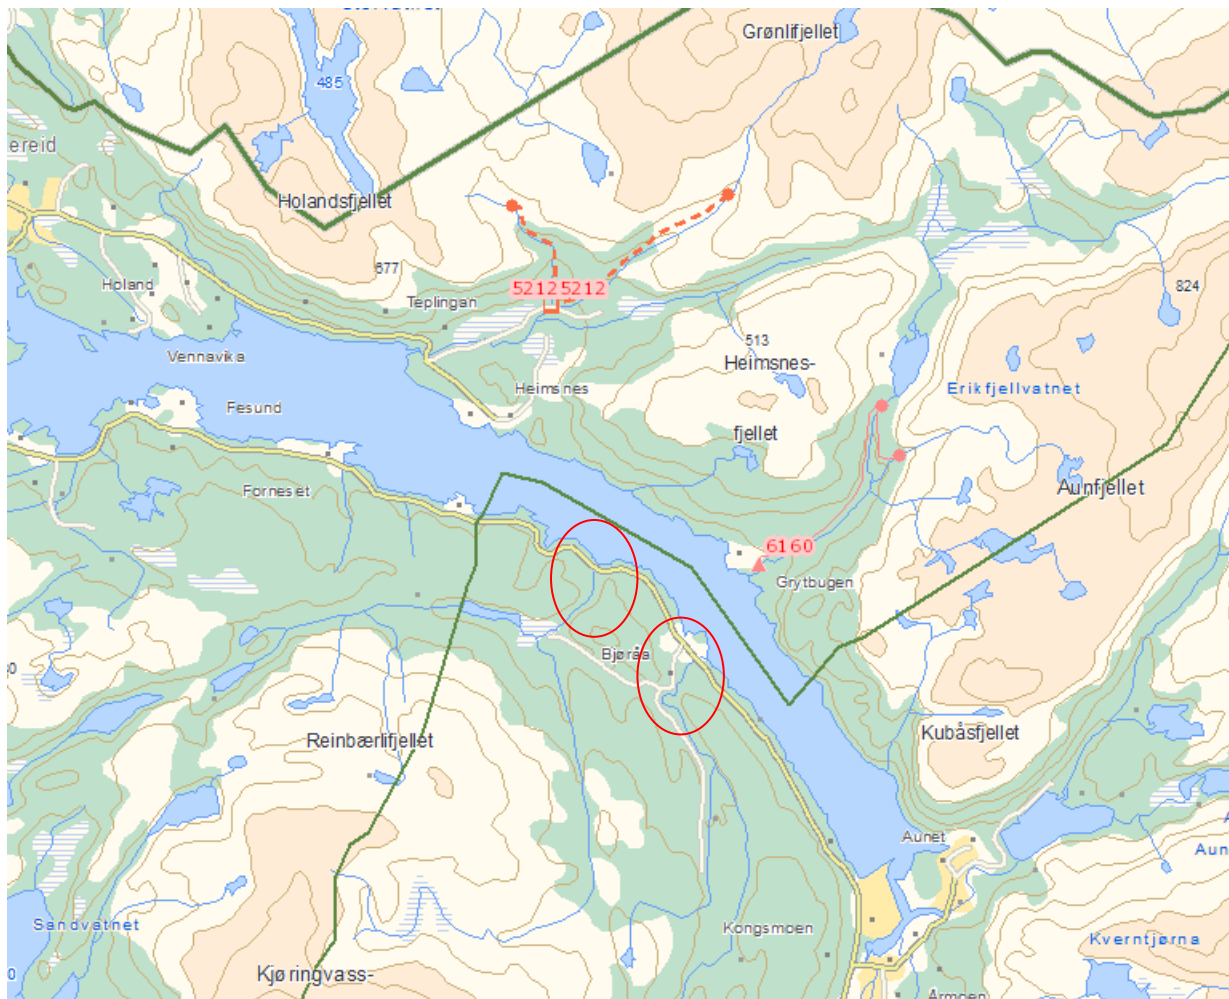 Grønlifjellet
485
ereid
Holandsfjellet
877
Holand
5212 5212
Teplingan
824
513
Vennavika
Heimsnes-
Heimsnes
Erikfjellvatnet
Fesund
fjellet
Forneset
Aunfjellet
6160
Grytbugen
Bjøråa
Reinbærlifjellet
Kubåsfjellet
Aunet
Aun
Sandvatnet
Kongsmoen
Kverntjørna
Kjøringvass-
Armoen